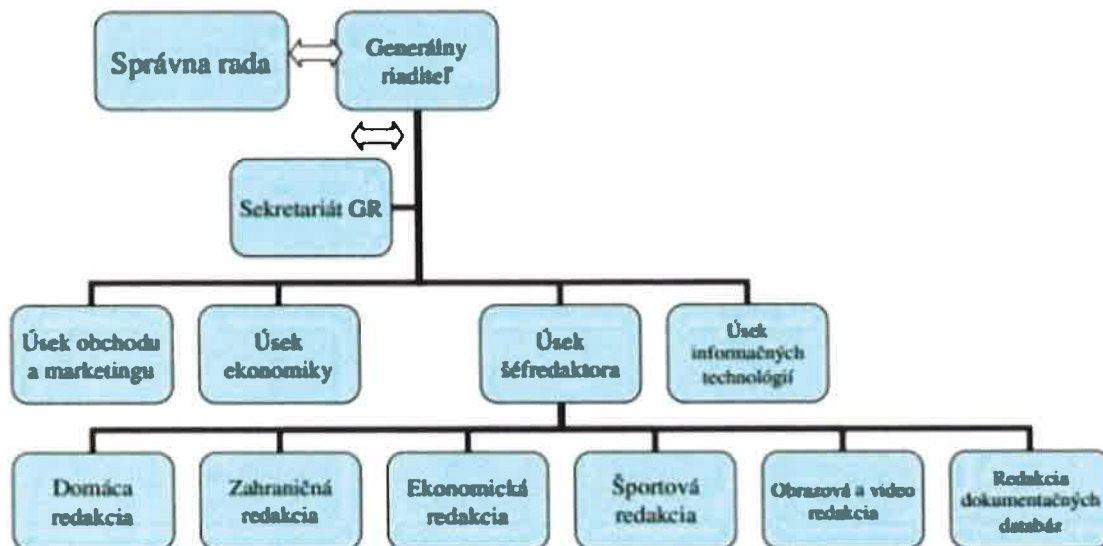 Správna rada
Generálny
riaditeľ
Sekretariát GR
Úsek obchodu
a marketingu
Úsek
ekonomiky
Úsek
šéfredaktora
Úsek
informačných
technológií
Domáca
redakcia
Zahraničná
redakcia
Ekonomická
redakcia
Športová
redakcia
Obrazová a video
redakcia
Redakcia
dokumentačných
databáz